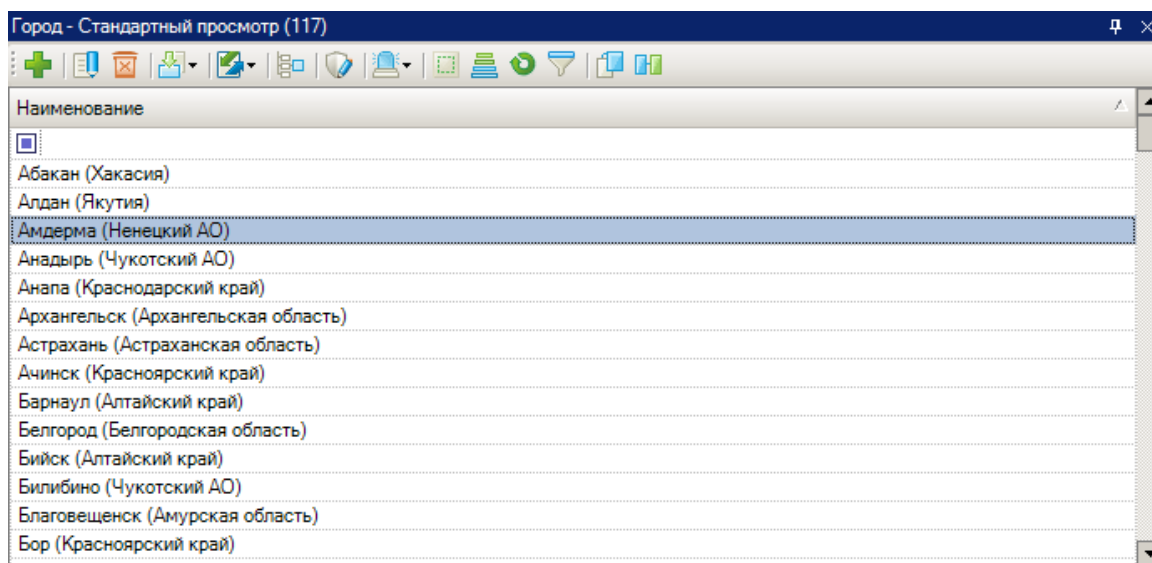 Город - Стандартный просмотр (117)
Наименование
Абакан (Хакасия)
Алдан (Якутия)
Амдерма (Ненецкий АО)
Анадырь (Чукотский АО)
Анапа (Краснодарский край)
Архангельск (Архангельская область)
Астрахань (Астраханская область)
Ачинск (Красноярский край)
Барнаул (Алтайский край)
Белгород (Белгородская область)
Бийск (Алтайский край)
Билибино (Чукотский АО)
Благовещенск (Амурская область)
Бор (Красноярский край)